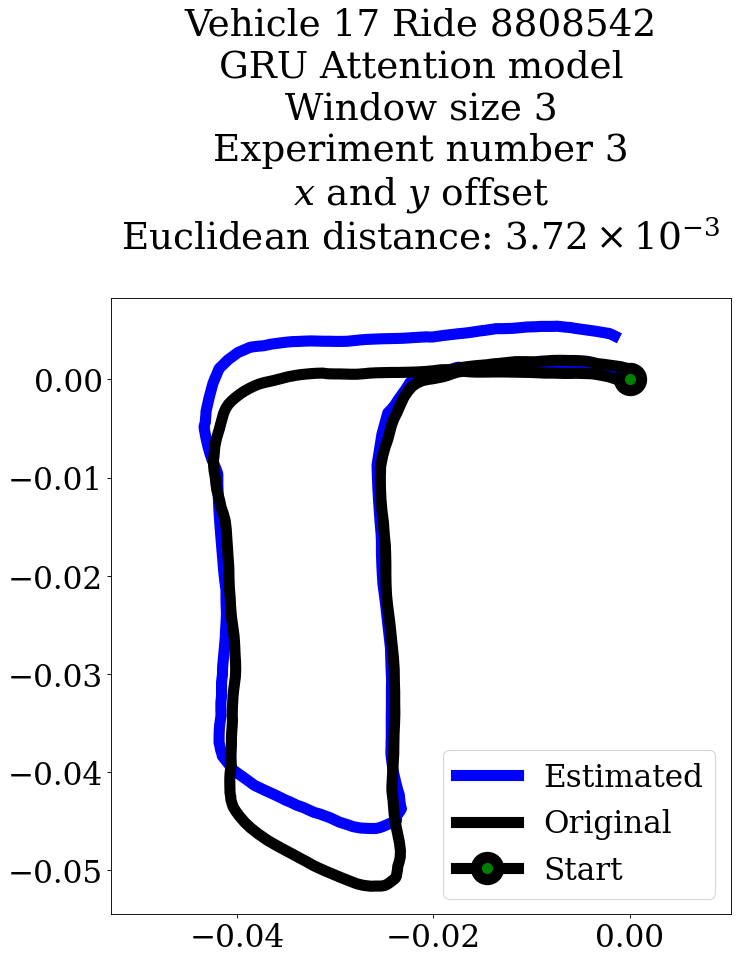 Vehicle 17 Ride 8808542
GRU Attention model
Window size 3
Experiment number 3
x and y offset
Euclidean distance: 3.72 × 10⁻³
0.00
−0.01
−0.02
−0.03
−0.04
−0.05
Estimated
Original
Start
−0.04
−0.02
0.00